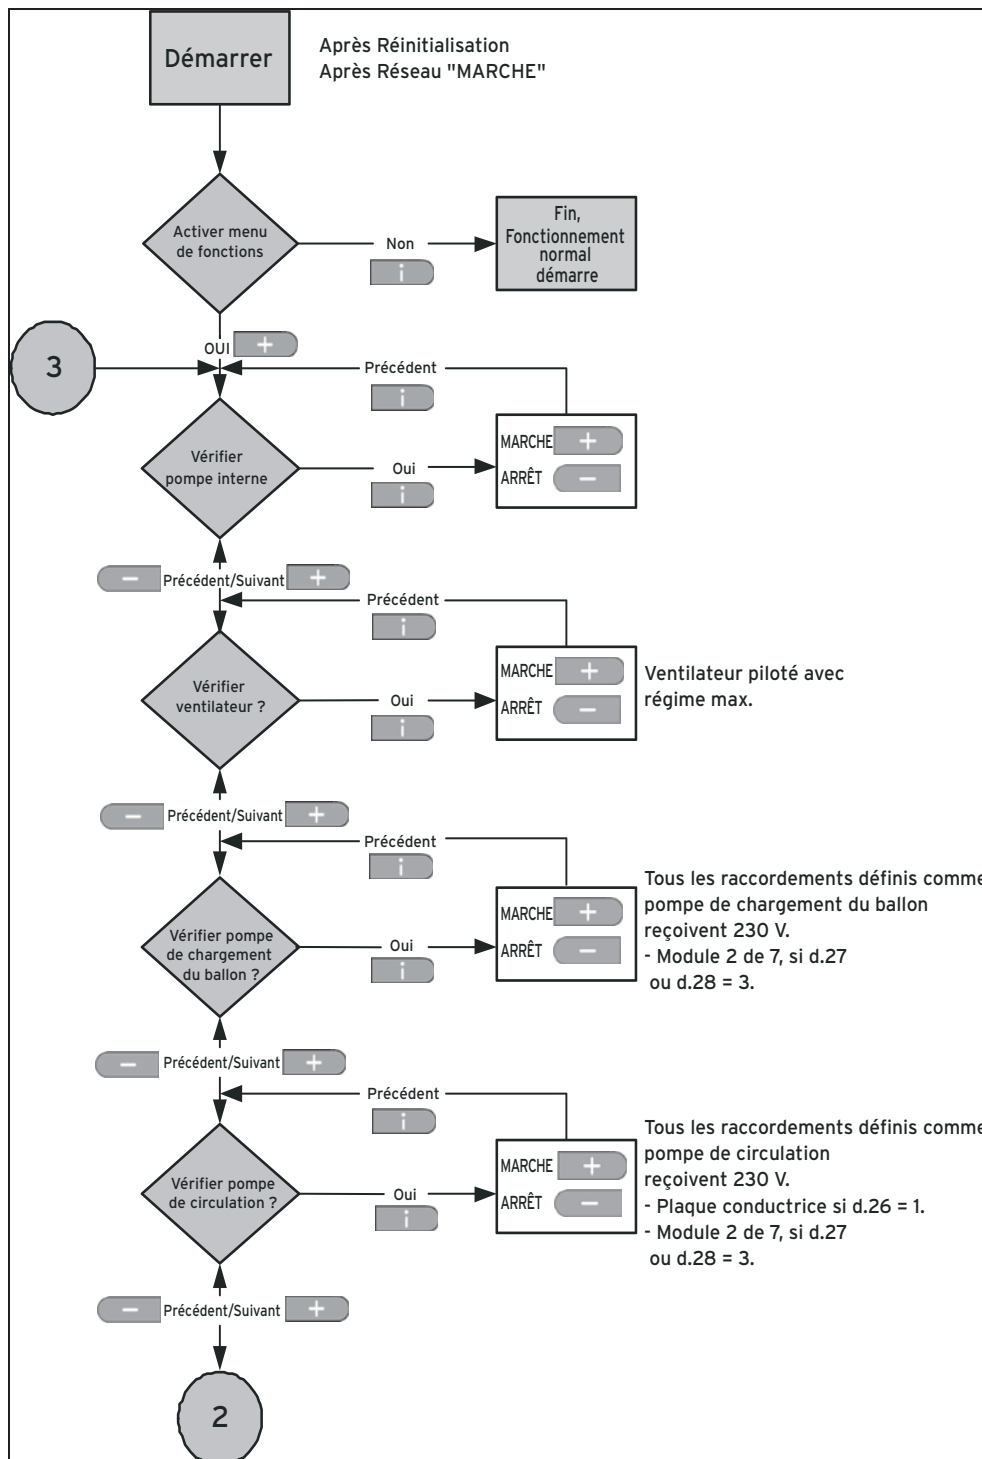 Démarrer
Après Réinitialisation
Après Réseau "MARCHE"
Activer menu
de fonctions
Non
i
Fin,
Fonctionnement
normal
démarre
OUI +
3
Précédent
i
Vérifier
pompe interne
Oui
i
MARCHE +
ARRÊT −
− Précédent/Suivant +
Précédent
i
Vérifier
ventilateur ?
Oui
i
MARCHE +
ARRÊT −
Ventilateur piloté avec
régime max.
− Précédent/Suivant +
Précédent
i
Vérifier pompe
de chargement
du ballon ?
Oui
i
MARCHE +
ARRÊT −
Tous les raccordements définis comme
pompe de chargement du ballon
reçoivent 230 V.
- Module 2 de 7, si d.27
ou d.28 = 3.
− Précédent/Suivant +
Précédent
i
Vérifier pompe
de circulation ?
Oui
i
MARCHE +
ARRÊT −
Tous les raccordements définis comme
pompe de circulation
reçoivent 230 V.
- Plaque conductrice si d.26 = 1.
- Module 2 de 7, si d.27
ou d.28 = 3.
− Précédent/Suivant +
2